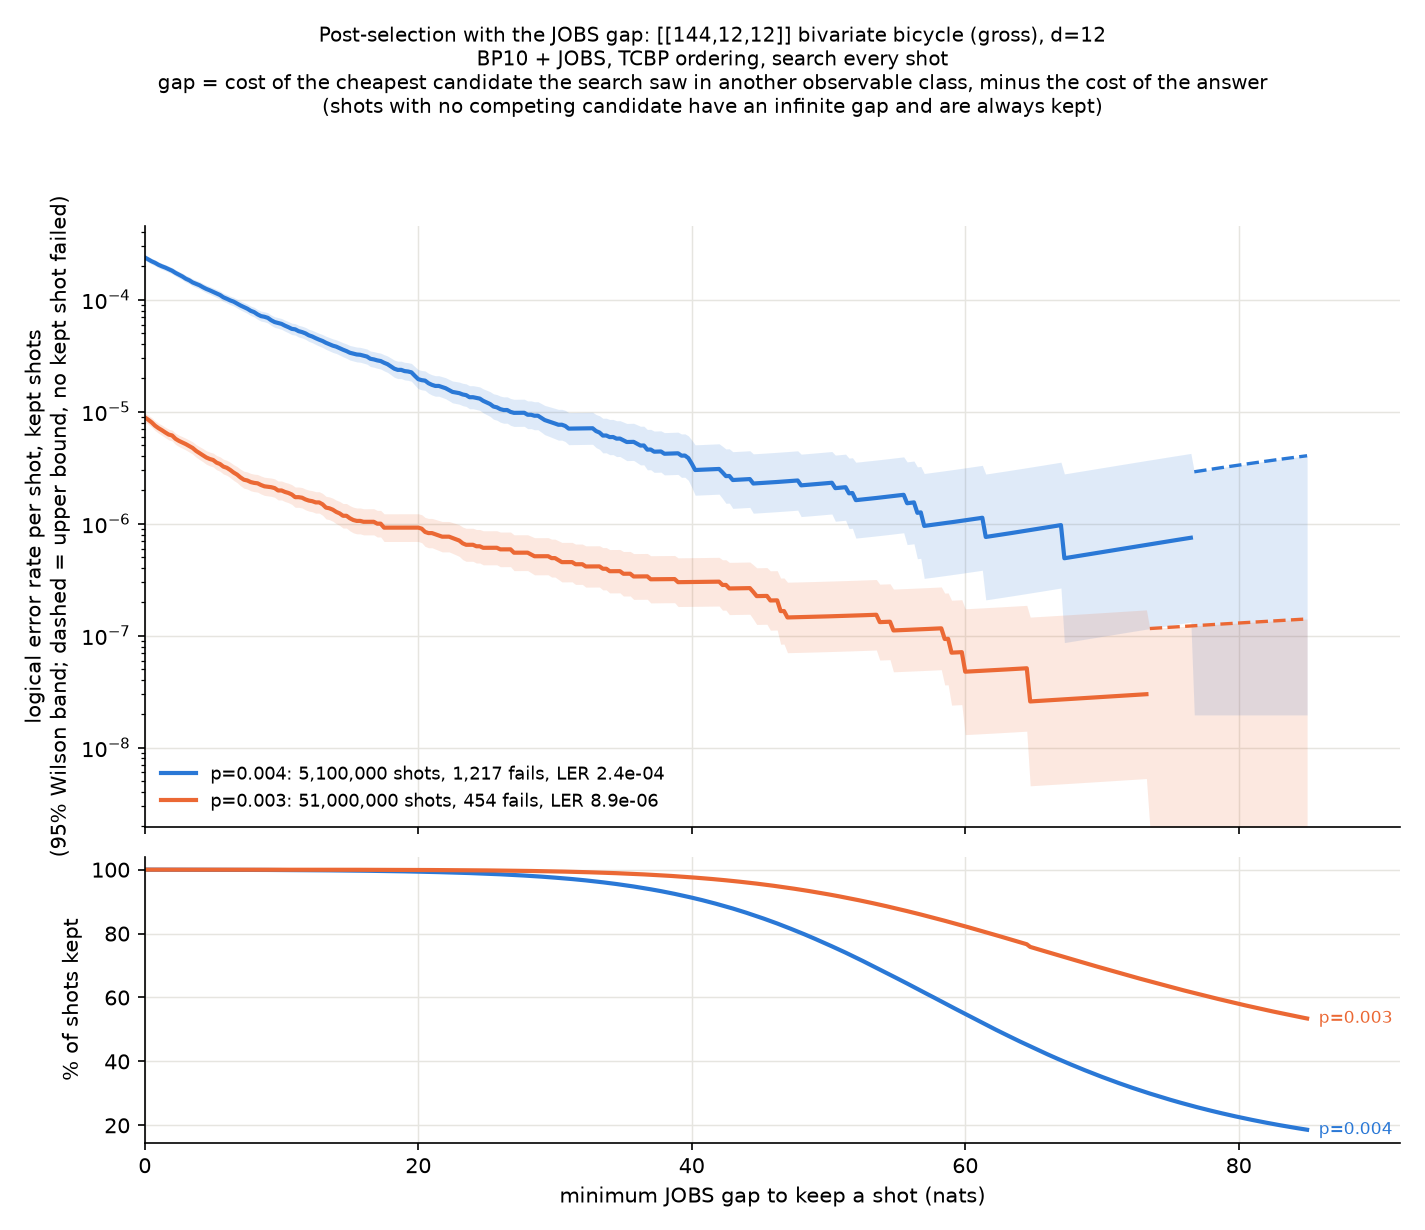 Post-selection with the JOBS gap: [[144,12,12]] bivariate bicycle (gross), d=12
BP10 + JOBS, TCBP ordering, search every shot
gap = cost of the cheapest candidate the search saw in another observable class, minus the cost of the answer
(shots with no competing candidate have an infinite gap and are always kept)
logical error rate per shot, kept shots
(95% Wilson band; dashed = upper bound, no kept shot failed)
10⁻⁴
10⁻⁵
10⁻⁶
10⁻⁷
10⁻⁸
p=0.004: 5,100,000 shots, 1,217 fails, LER 2.4e-04
p=0.003: 51,000,000 shots, 454 fails, LER 8.9e-06
% of shots kept
100
80
60
40
20
p=0.003
p=0.004
0 20 40 60 80
minimum JOBS gap to keep a shot (nats)